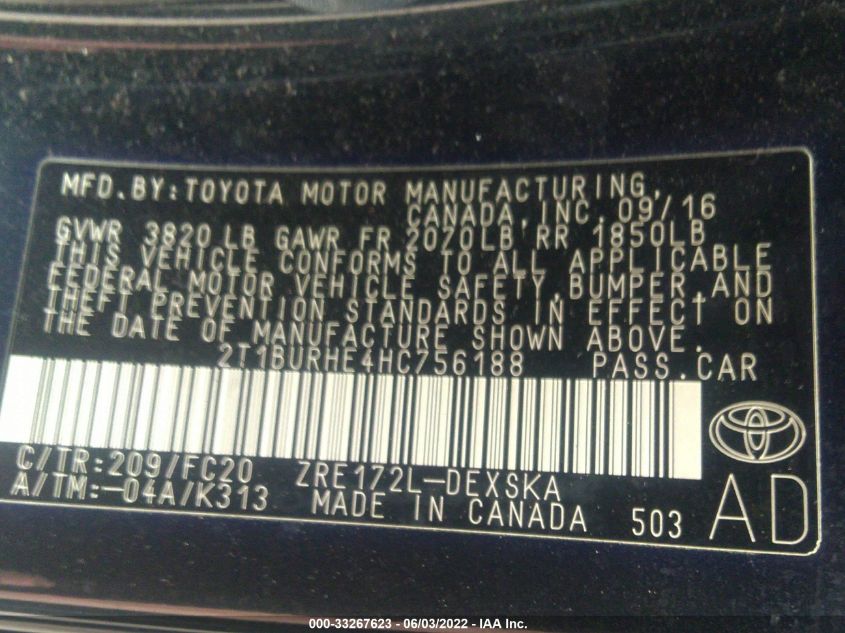 MFD.BY:TOYOTA MOTOR MANUFACTURING,
CANADA,INC. 09/16
GVWR 3820 LB GAWR FR 2070LB RR 1850LB
THIS VEHICLE CONFORMS TO ALL APPLICABLE
FEDERAL MOTOR VEHICLE SAFETY,BUMPER,AND
THEFT PREVENTION STANDARDS IN EFFECT ON
THE DATE OF MANUFACTURE SHOWN ABOVE.
2T1BURHE4HC756188 PASS.CAR
C/TR:209/FC20 ZRE172L-DEXSKA
A/TM:-04A/K313 MADE IN CANADA 503 AD
000-33267623 - 06/03/2022 - IAA Inc.